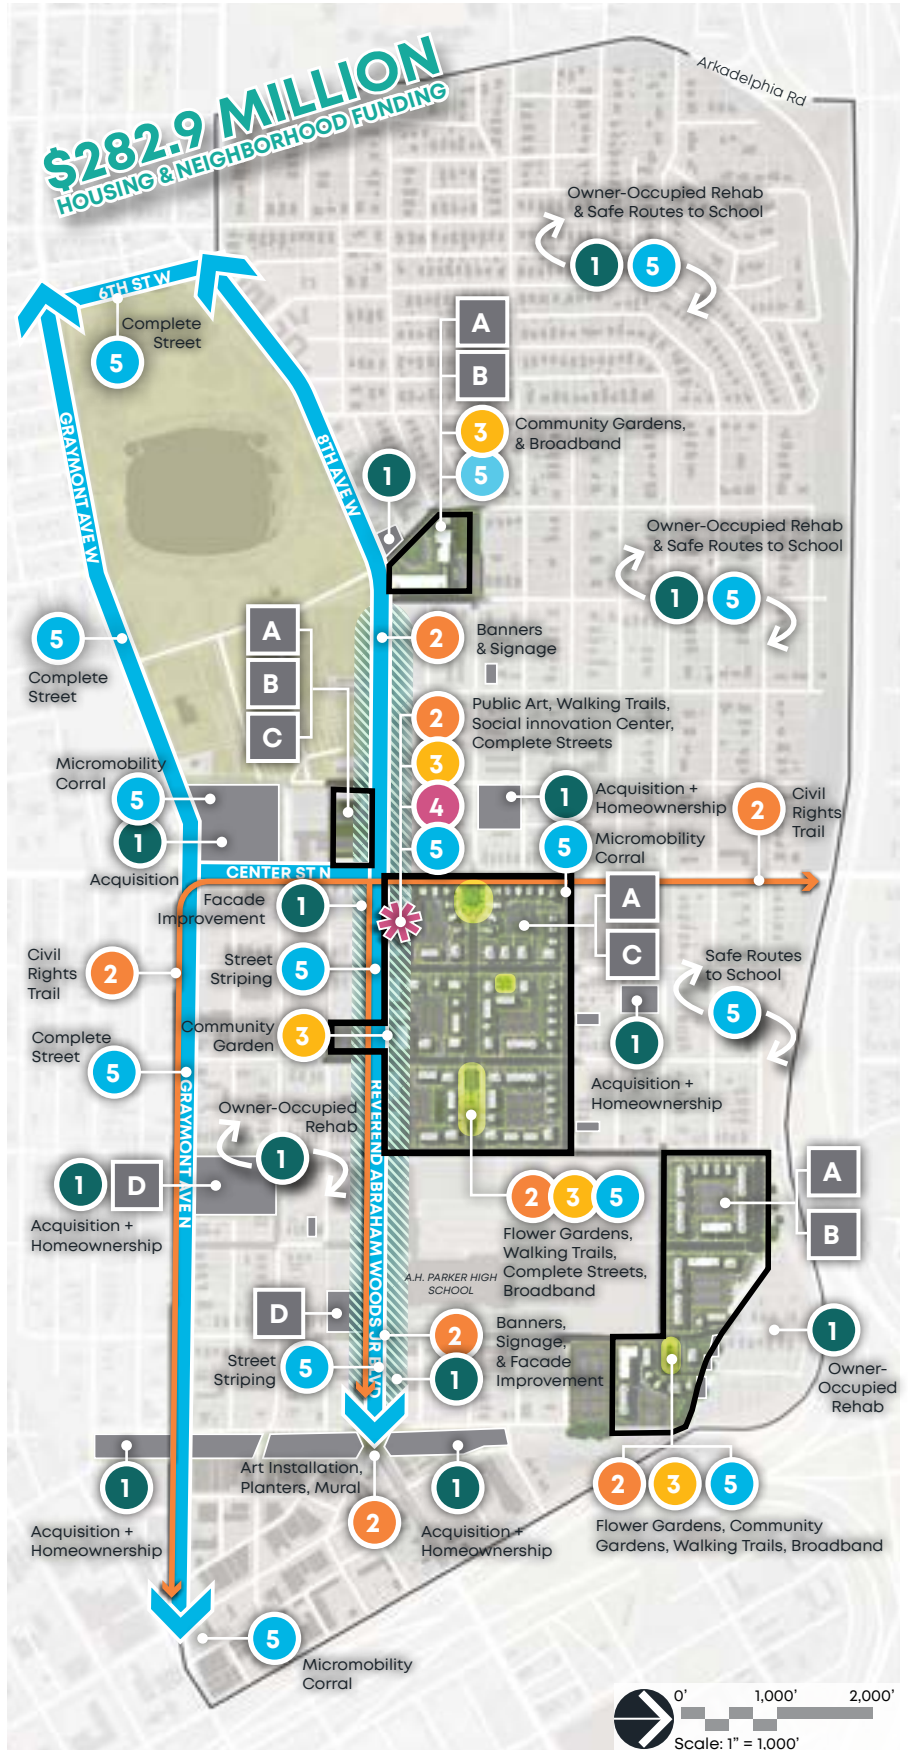 $282.9 MILLION
HOUSING & NEIGHBORHOOD FUNDING
Arkadelphia Rd
Owner-Occupied Rehab
& Safe Routes to School
1
5
6TH ST W
Complete
Street
5
A
B
3
Community Gardens,
& Broadband
5
GRAYMONT AVE W
8TH AVE W
1
Owner-Occupied Rehab
& Safe Routes to School
1
5
5
Complete
Street
A
B
C
2
Banners
& Signage
2
Public Art, Walking Trails,
Social innovation Center,
Complete Streets
3
4
5
Micromobility
Corral
5
1
Acquisition
1
Acquisition +
Homeownership
5
Micromobility
Corral
2
Civil
Rights
Trail
CENTER ST N
Facade
Improvement
1
A
C
Civil
Rights
Trail
2
Street
Striping
5
Safe Routes
to School
5
Complete
Street
5
Community
Garden
3
1
Acquisition +
Homeownership
GRAYMONT AVE N
REVEREND ABRAHAM WOODS JR BLVD
Owner-Occupied
Rehab
1
1
D
Acquisition +
Homeownership
2
3
5
Flower Gardens,
Walking Trails,
Complete Streets,
Broadband
A
B
A.H. PARKER HIGH
SCHOOL
D
Street
Striping
5
2
1
Banners,
Signage,
& Facade
Improvement
1
Owner-
Occupied
Rehab
1
Acquisition +
Homeownership
Art Installation,
Planters, Mural
2
1
Acquisition +
Homeownership
2
3
5
Flower Gardens, Community
Gardens, Walking Trails, Broadband
5
Micromobility
Corral
0'
1,000'
2,000'
Scale: 1" = 1,000'